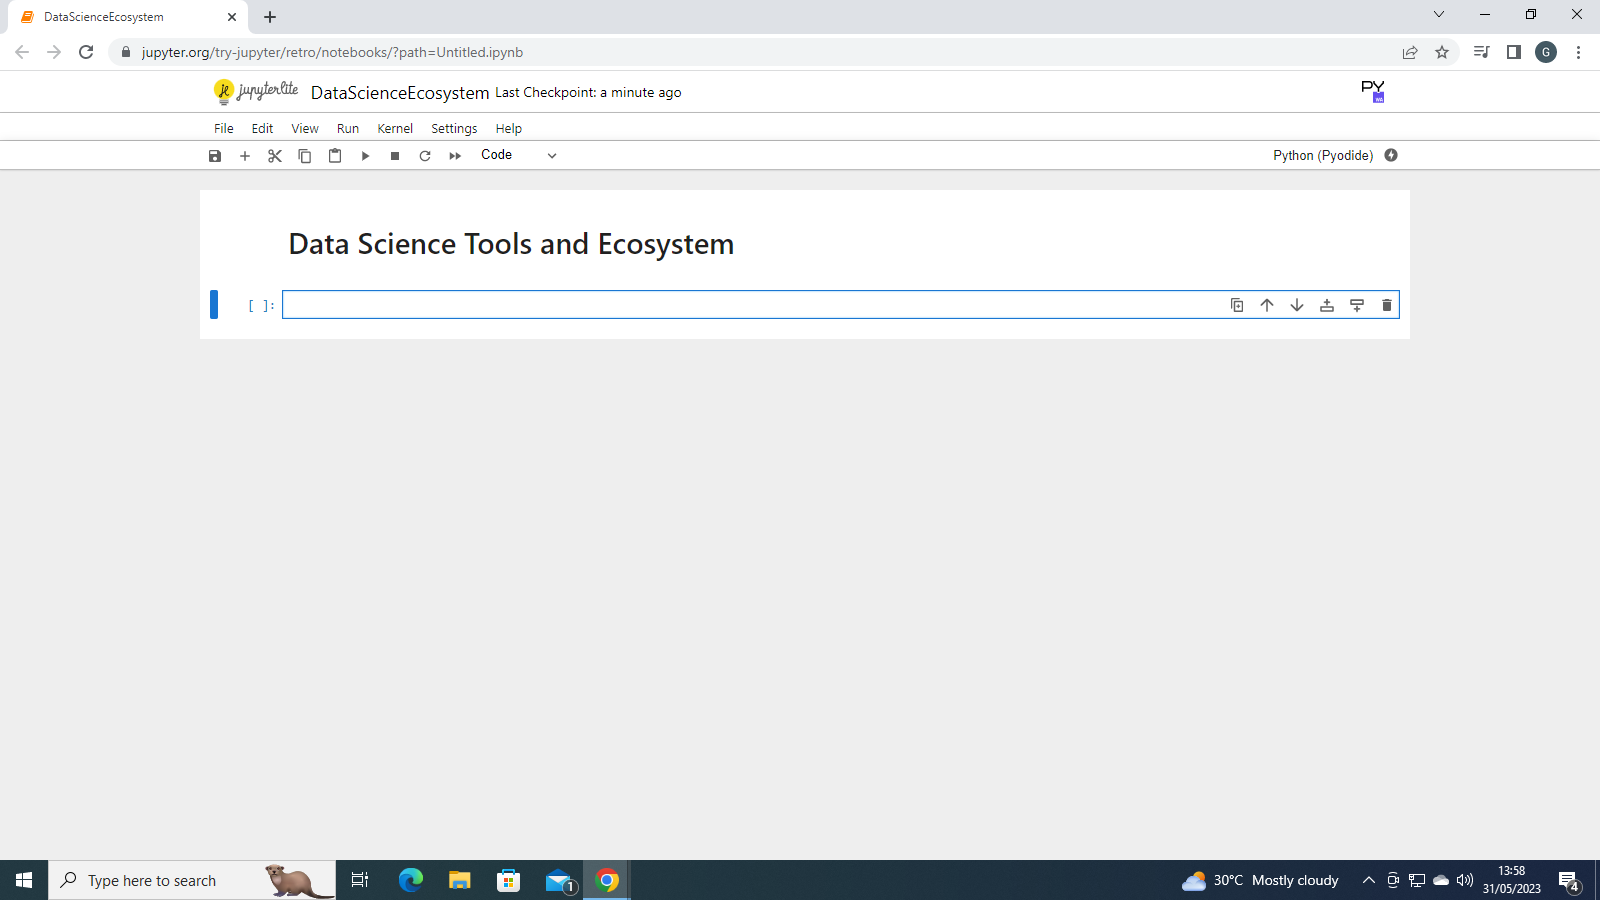 DataScienceEcosystem
jupyter.org/try-jupyter/retro/notebooks/?path=Untitled.ipynb
G
jupyterlite DataScienceEcosystem Last Checkpoint: a minute ago
PY
File Edit View Run Kernel Settings Help
Code
Python (Pyodide)
Data Science Tools and Ecosystem
[ ]:
Type here to search
1
30°C Mostly cloudy
13:58
31/05/2023
4